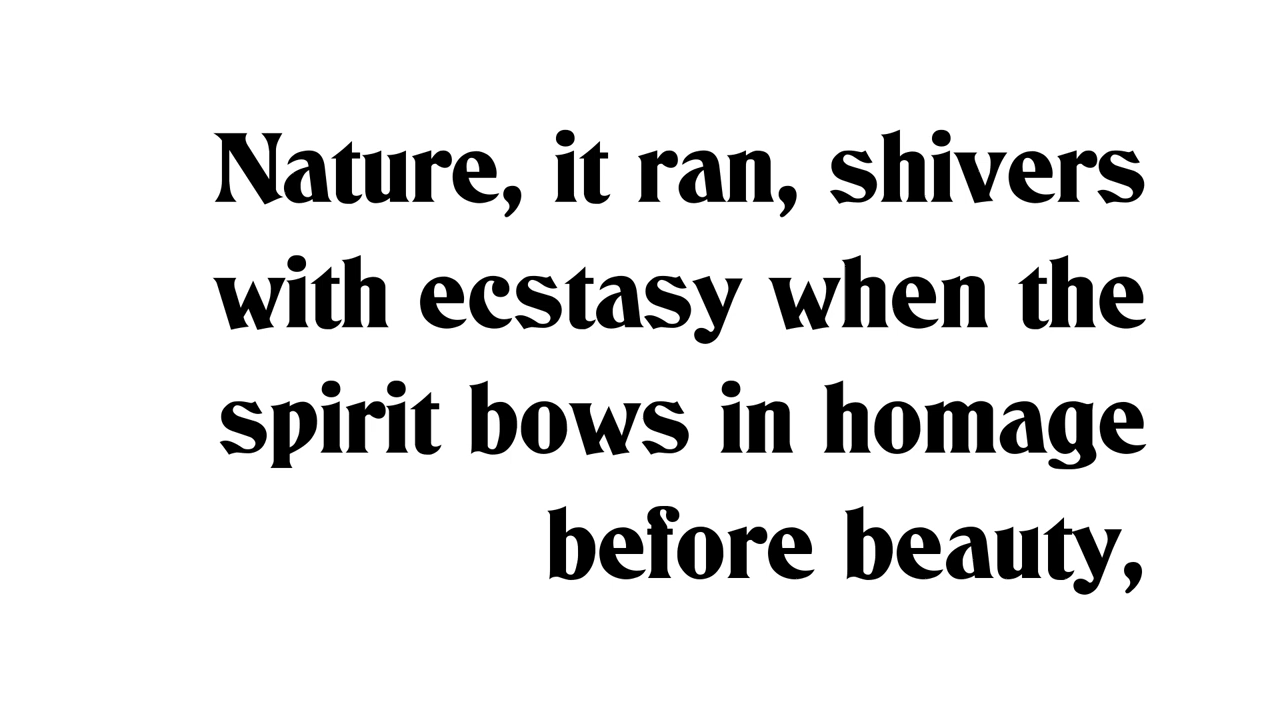 Nature, it ran, shivers
with ecstasy when the
spirit bows in homage
before beauty,